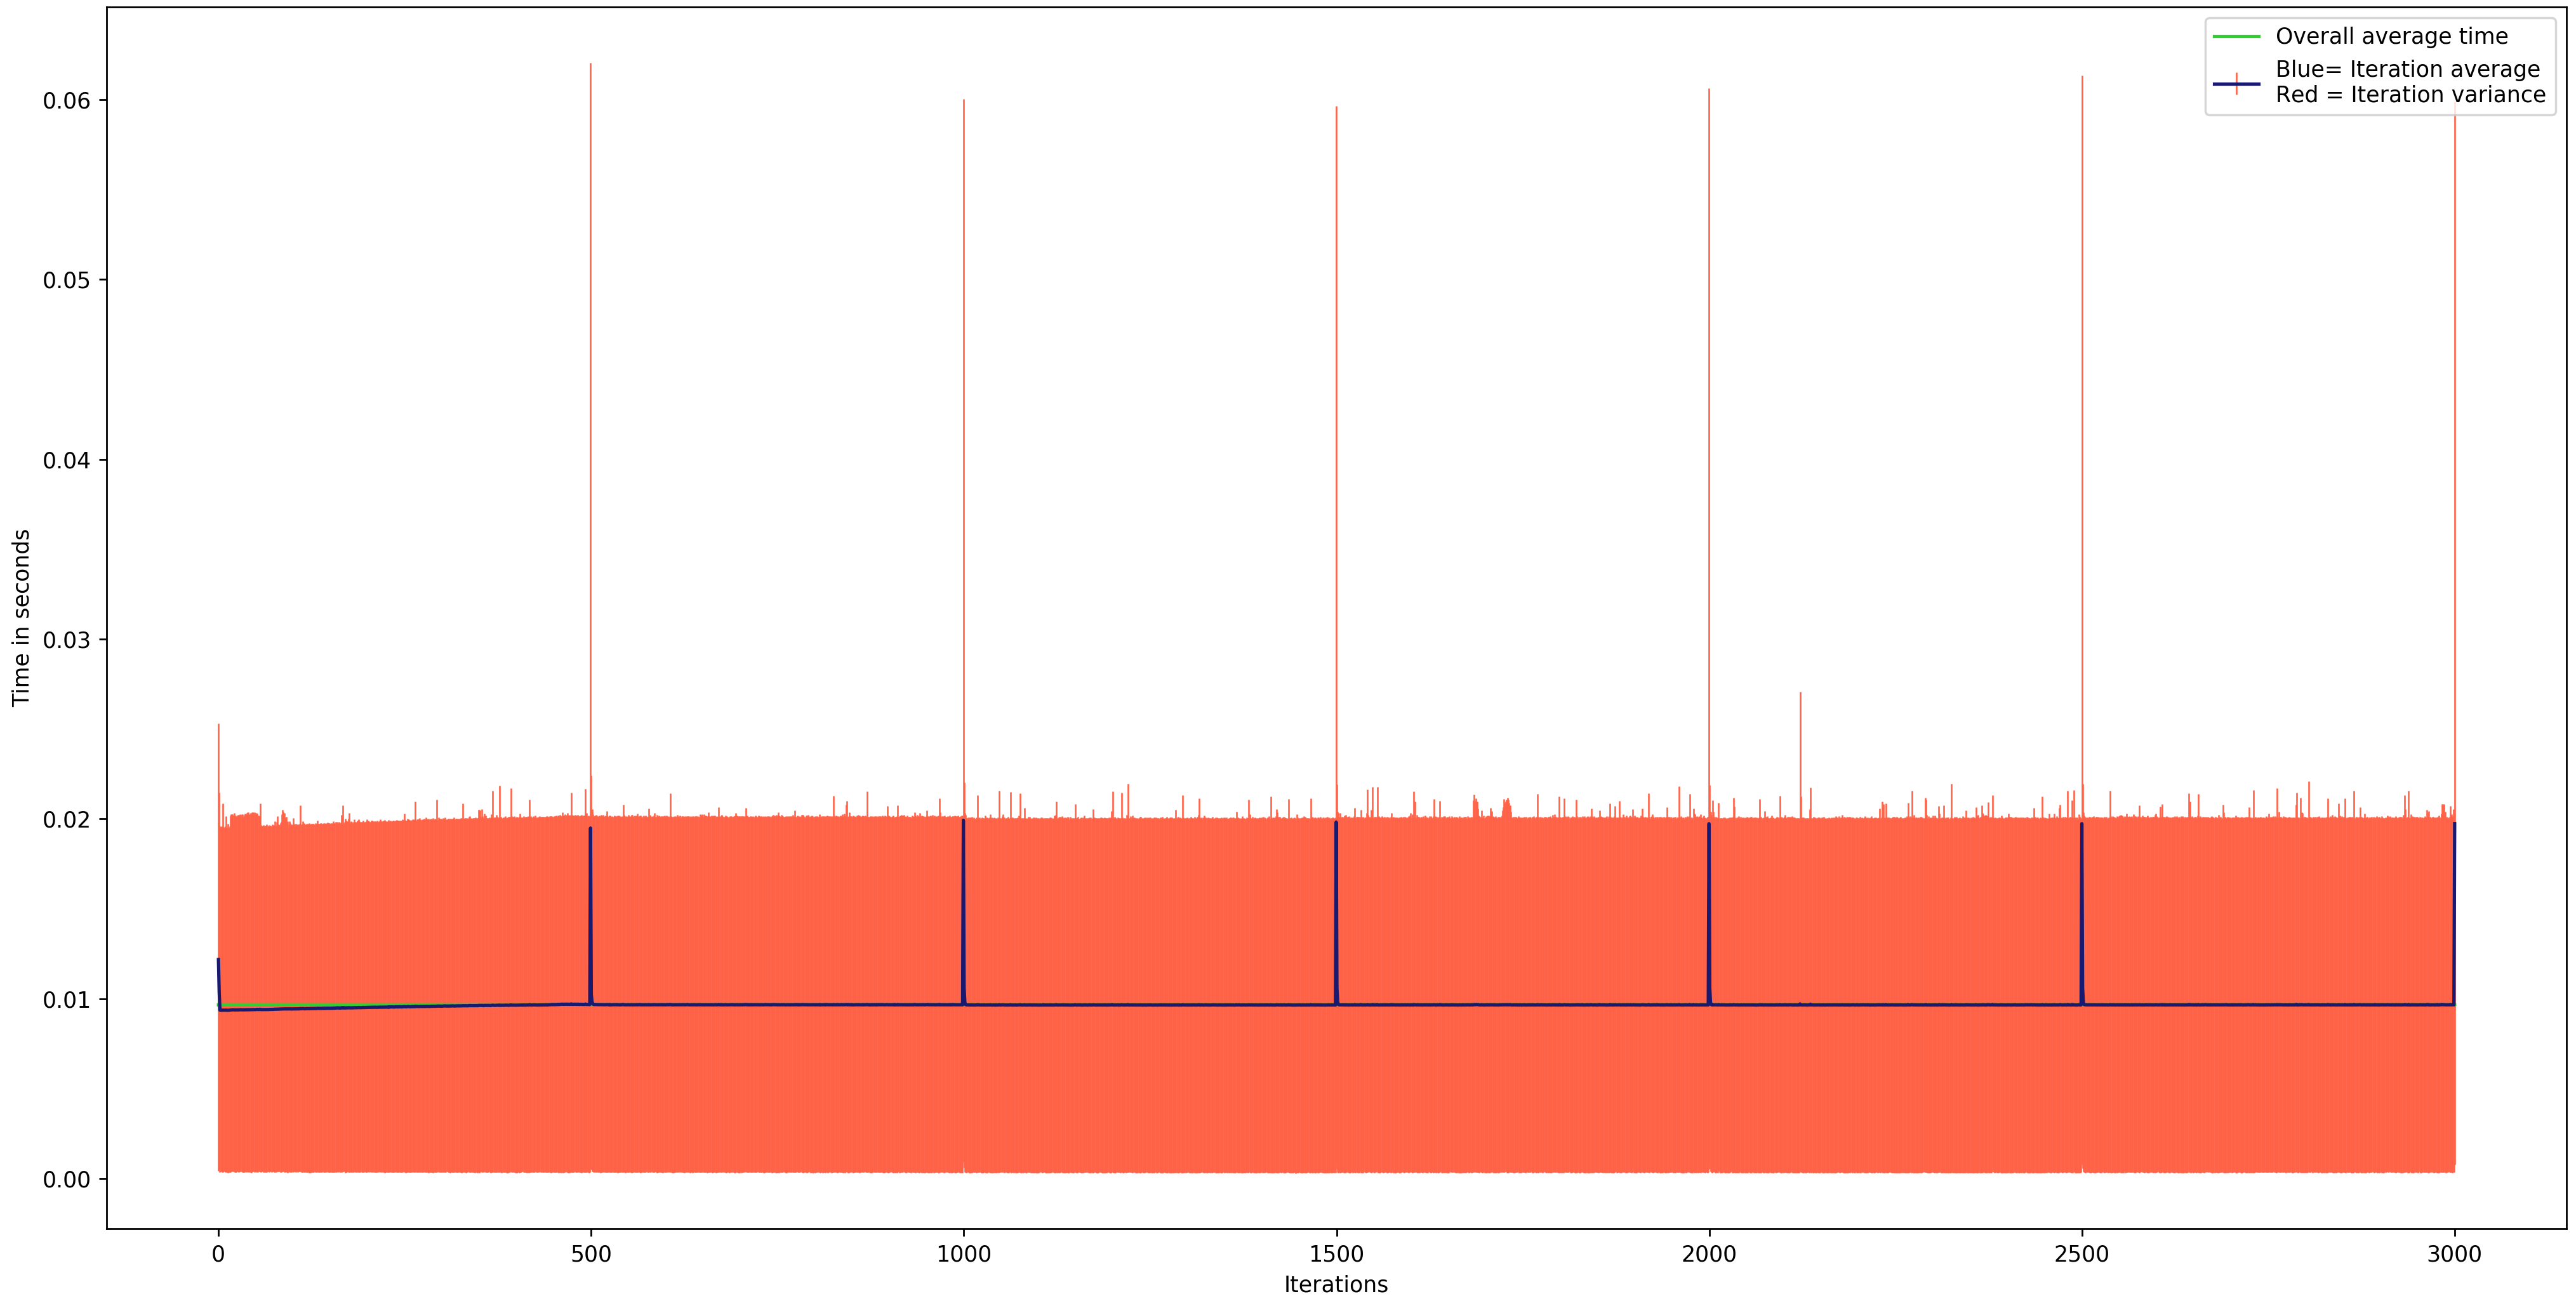 Overall average time
Blue= Iteration average
Red = Iteration variance
0.06
0.05
0.04
0.03
0.02
0.01
0.00
Time in seconds
0 500 1000 1500 2000 2500 3000
Iterations